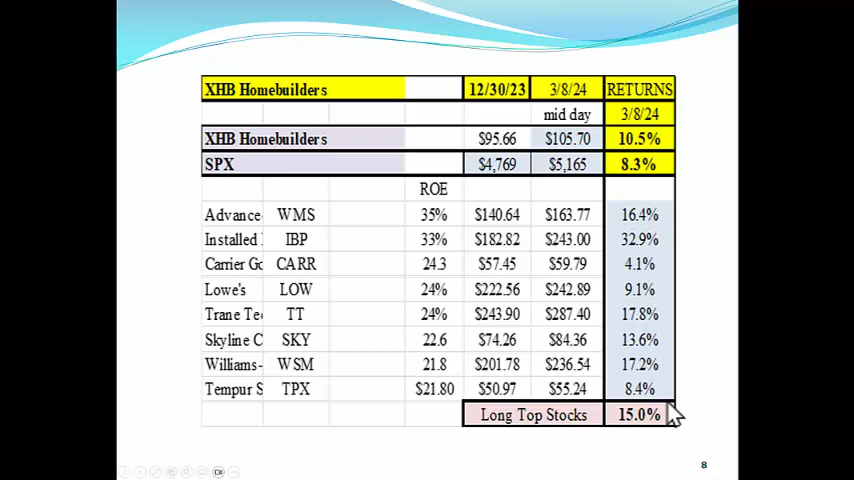 XHB Homebuilders 12/30/23 3/8/24 RETURNS
mid day 3/8/24
XHB Homebuilders $95.66 $105.70 10.5%
SPX $4,769 $5,165 8.3%
ROE
Advance WMS 35% $140.64 $163.77 16.4%
Installed IBP 33% $182.82 $243.00 32.9%
Carrier Gc CARR 24.3 $57.45 $59.79 4.1%
Lowe's LOW 24% $222.56 $242.89 9.1%
Trane Tec TT 24% $243.90 $287.40 17.8%
Skyline C SKY 22.6 $74.26 $84.36 13.6%
Williams- WSM 21.8 $201.78 $236.54 17.2%
Tempur S TPX $21.80 $50.97 $55.24 8.4%
Long Top Stocks 15.0%
8